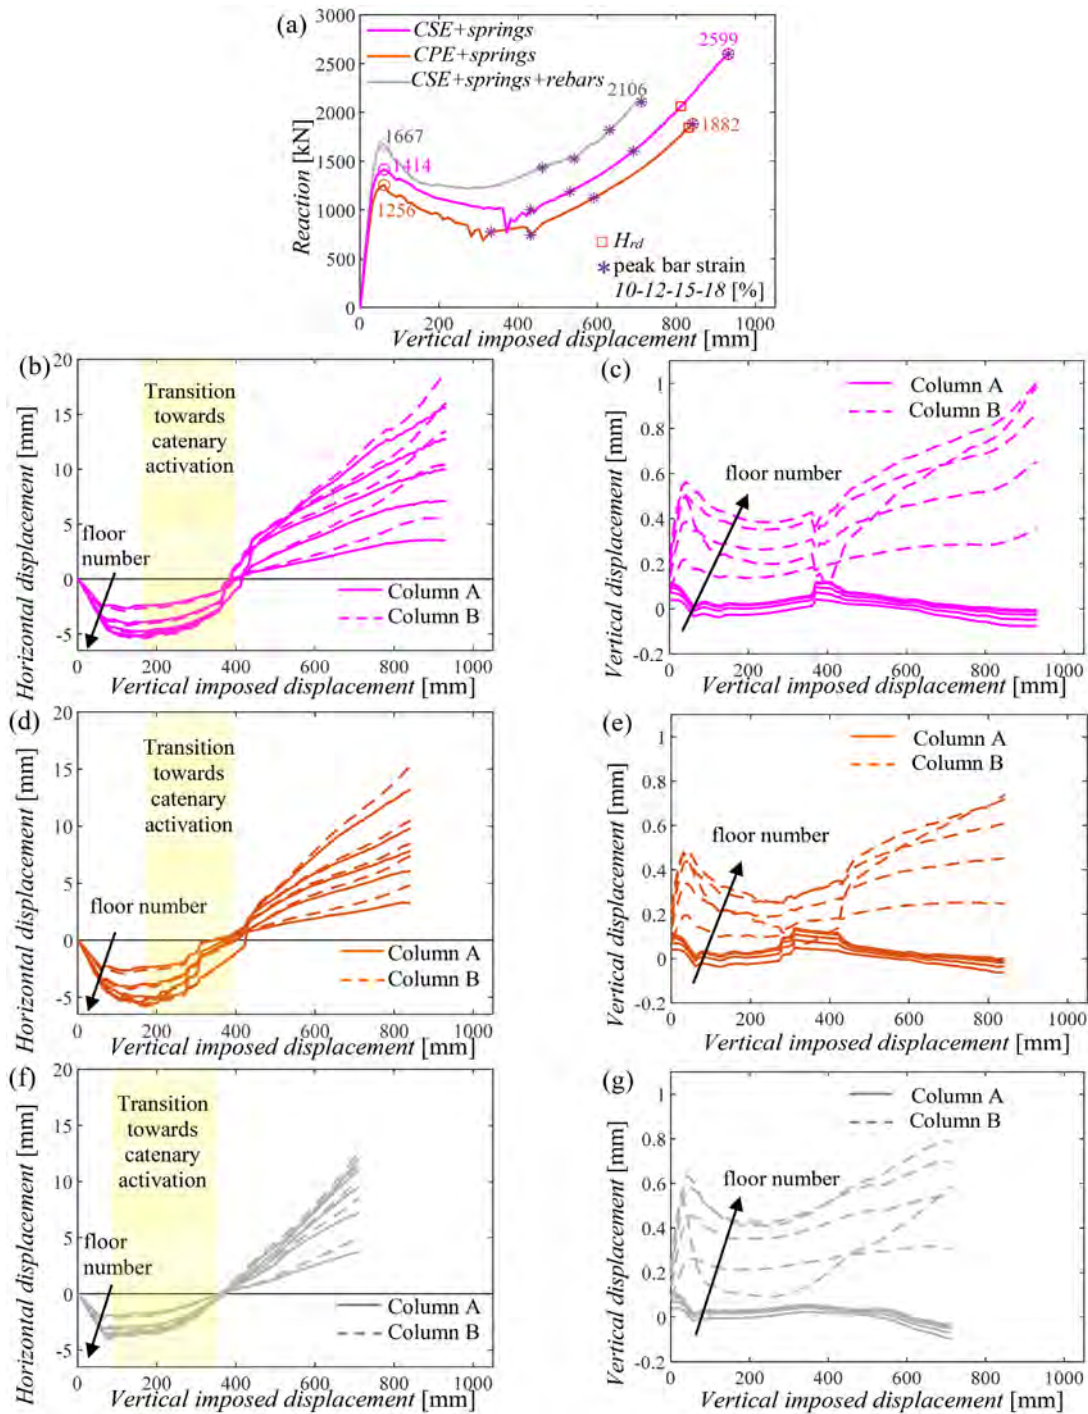 (a)
3000
2500
2000
1500
1000
500
0
Reaction [kN]
CSE+springs
CPE+springs
CSE+springs+rebars
2599
2106
1882
1667
1414
1256
Hrd
peak bar strain
10-12-15-18 [%]
0 200 400 600 800 1000
Vertical imposed displacement [mm]
(b)
20
15
10
5
0
-5
Horizontal displacement [mm]
Transition
towards
catenary
activation
floor
number
Column A
Column B
0 200 400 600 800 1000
Vertical imposed displacement [mm]
(c)
1
0.8
0.6
0.4
0.2
0
-0.2
Vertical displacement [mm]
Column A
Column B
floor number
0 200 400 600 800 1000
Vertical imposed displacement [mm]
(d)
20
15
10
5
0
-5
Horizontal displacement [mm]
Transition
towards
catenary
activation
floor number
Column A
Column B
0 200 400 600 800 1000
Vertical imposed displacement [mm]
(e)
1
0.8
0.6
0.4
0.2
0
-0.2
Vertical displacement [mm]
Column A
Column B
floor number
0 200 400 600 800 1000
Vertical imposed displacement [mm]
(f)
20
15
10
5
0
-5
Horizontal displacement [mm]
Transition
towards
catenary
activation
floor
number
Column A
Column B
0 200 400 600 800 1000
Vertical imposed displacement [mm]
(g)
1
0.8
0.6
0.4
0.2
0
-0.2
Vertical displacement [mm]
Column A
Column B
floor number
0 200 400 600 800 1000
Vertical imposed displacement [mm]